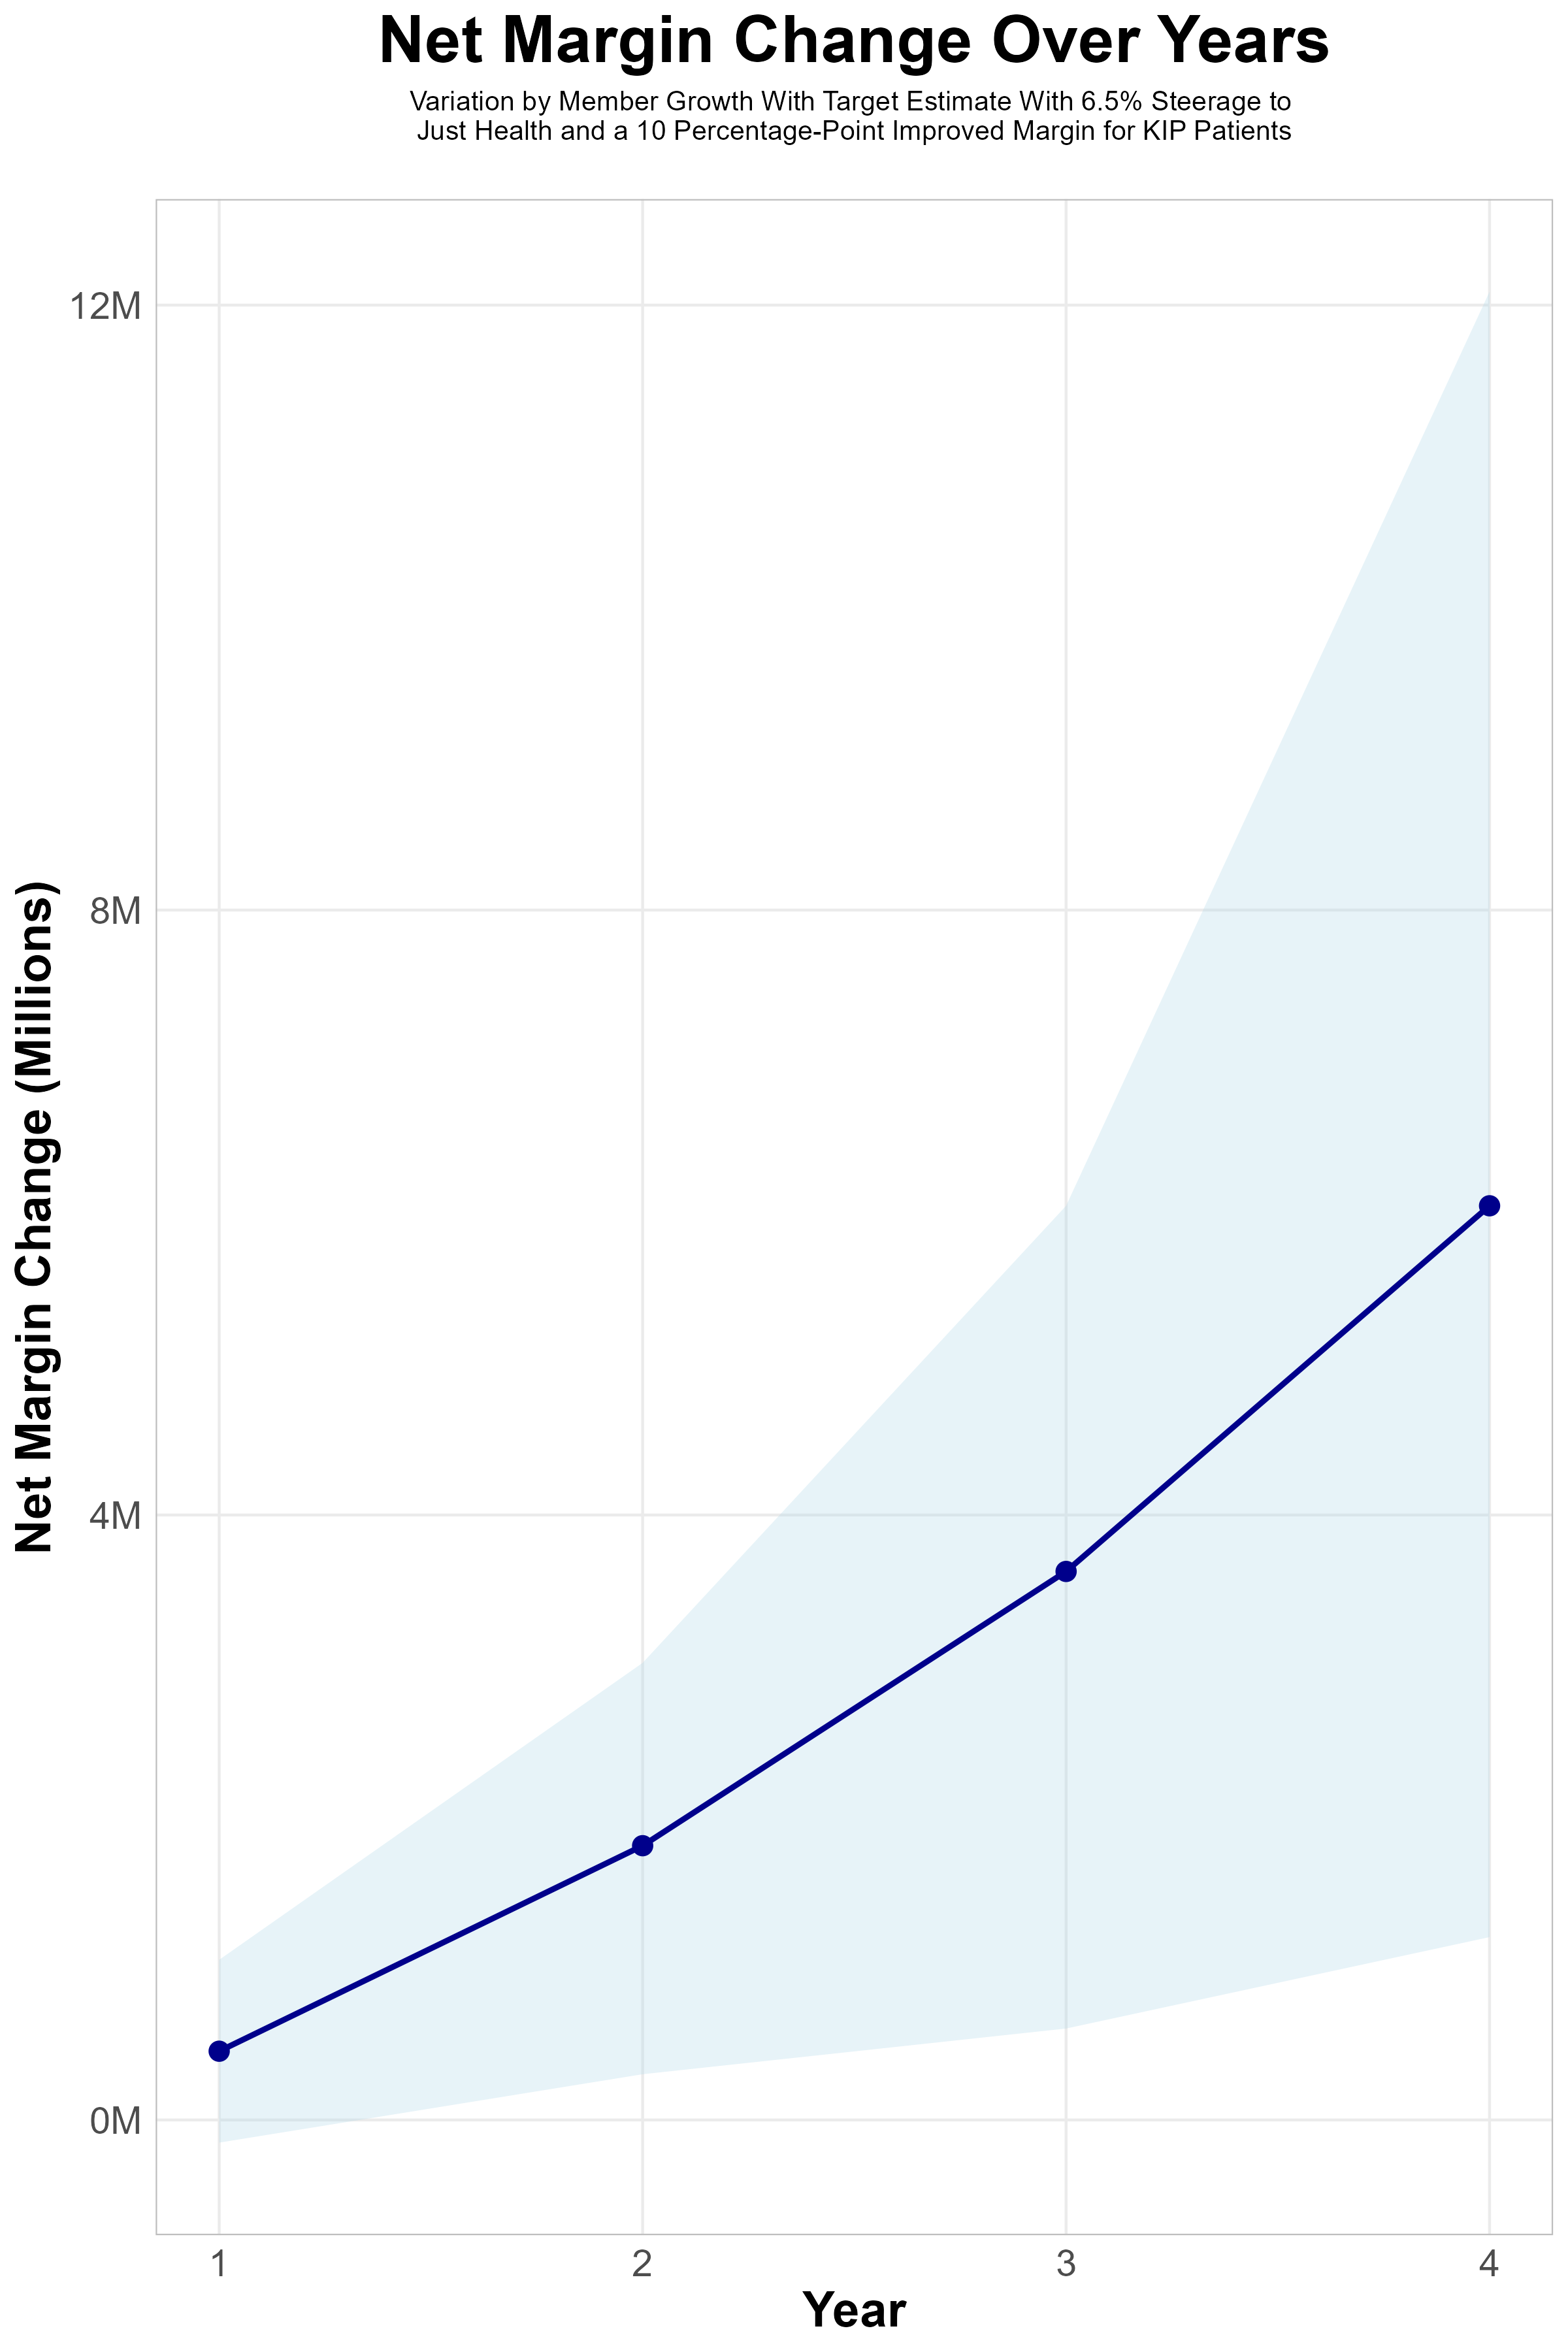 Net Margin Change Over Years
Variation by Member Growth With Target Estimate With 6.5% Steerage to
Just Health and a 10 Percentage-Point Improved Margin for KIP Patients
Net Margin Change (Millions)
12M
8M
4M
0M
1 2 3 4
Year